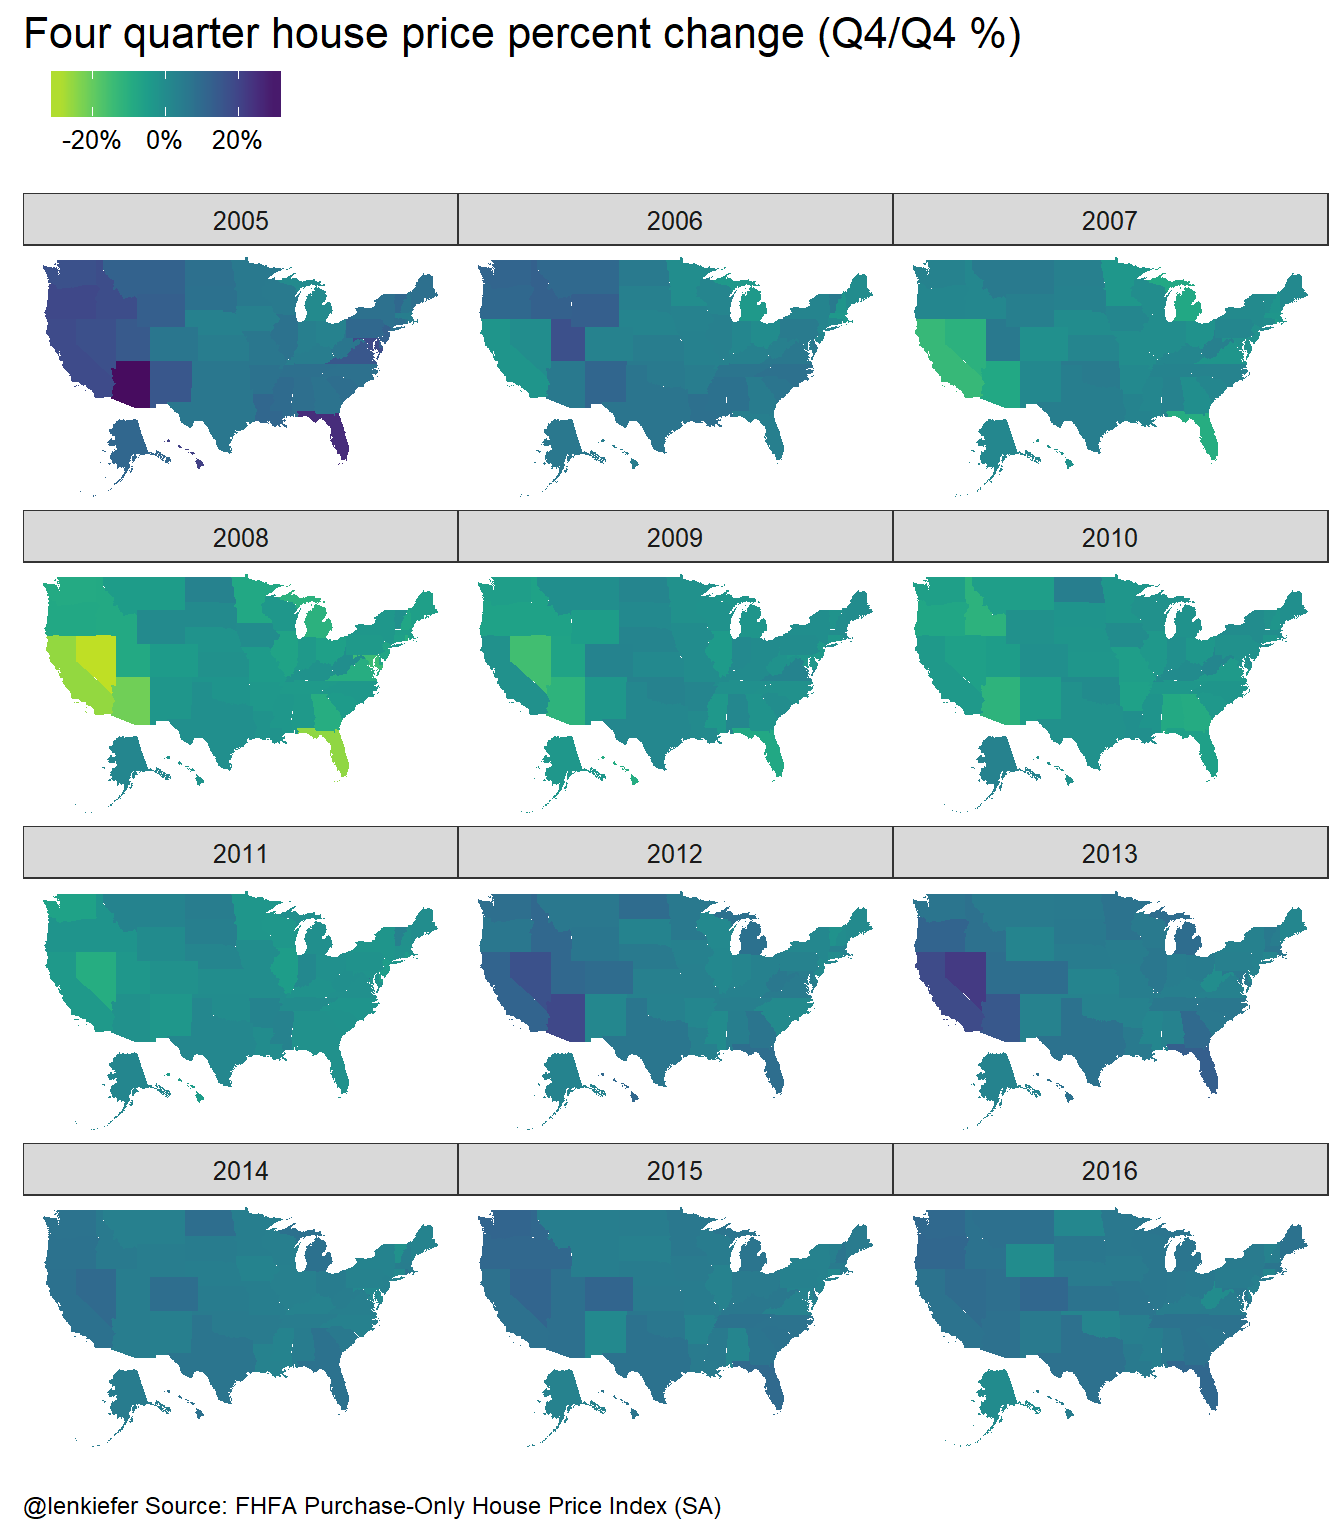 Four quarter house price percent change (Q4/Q4 %)
-20% 0% 20%
2005 2006 2007
2008 2009 2010
2011 2012 2013
2014 2015 2016
@lenkiefer Source: FHFA Purchase-Only House Price Index (SA)